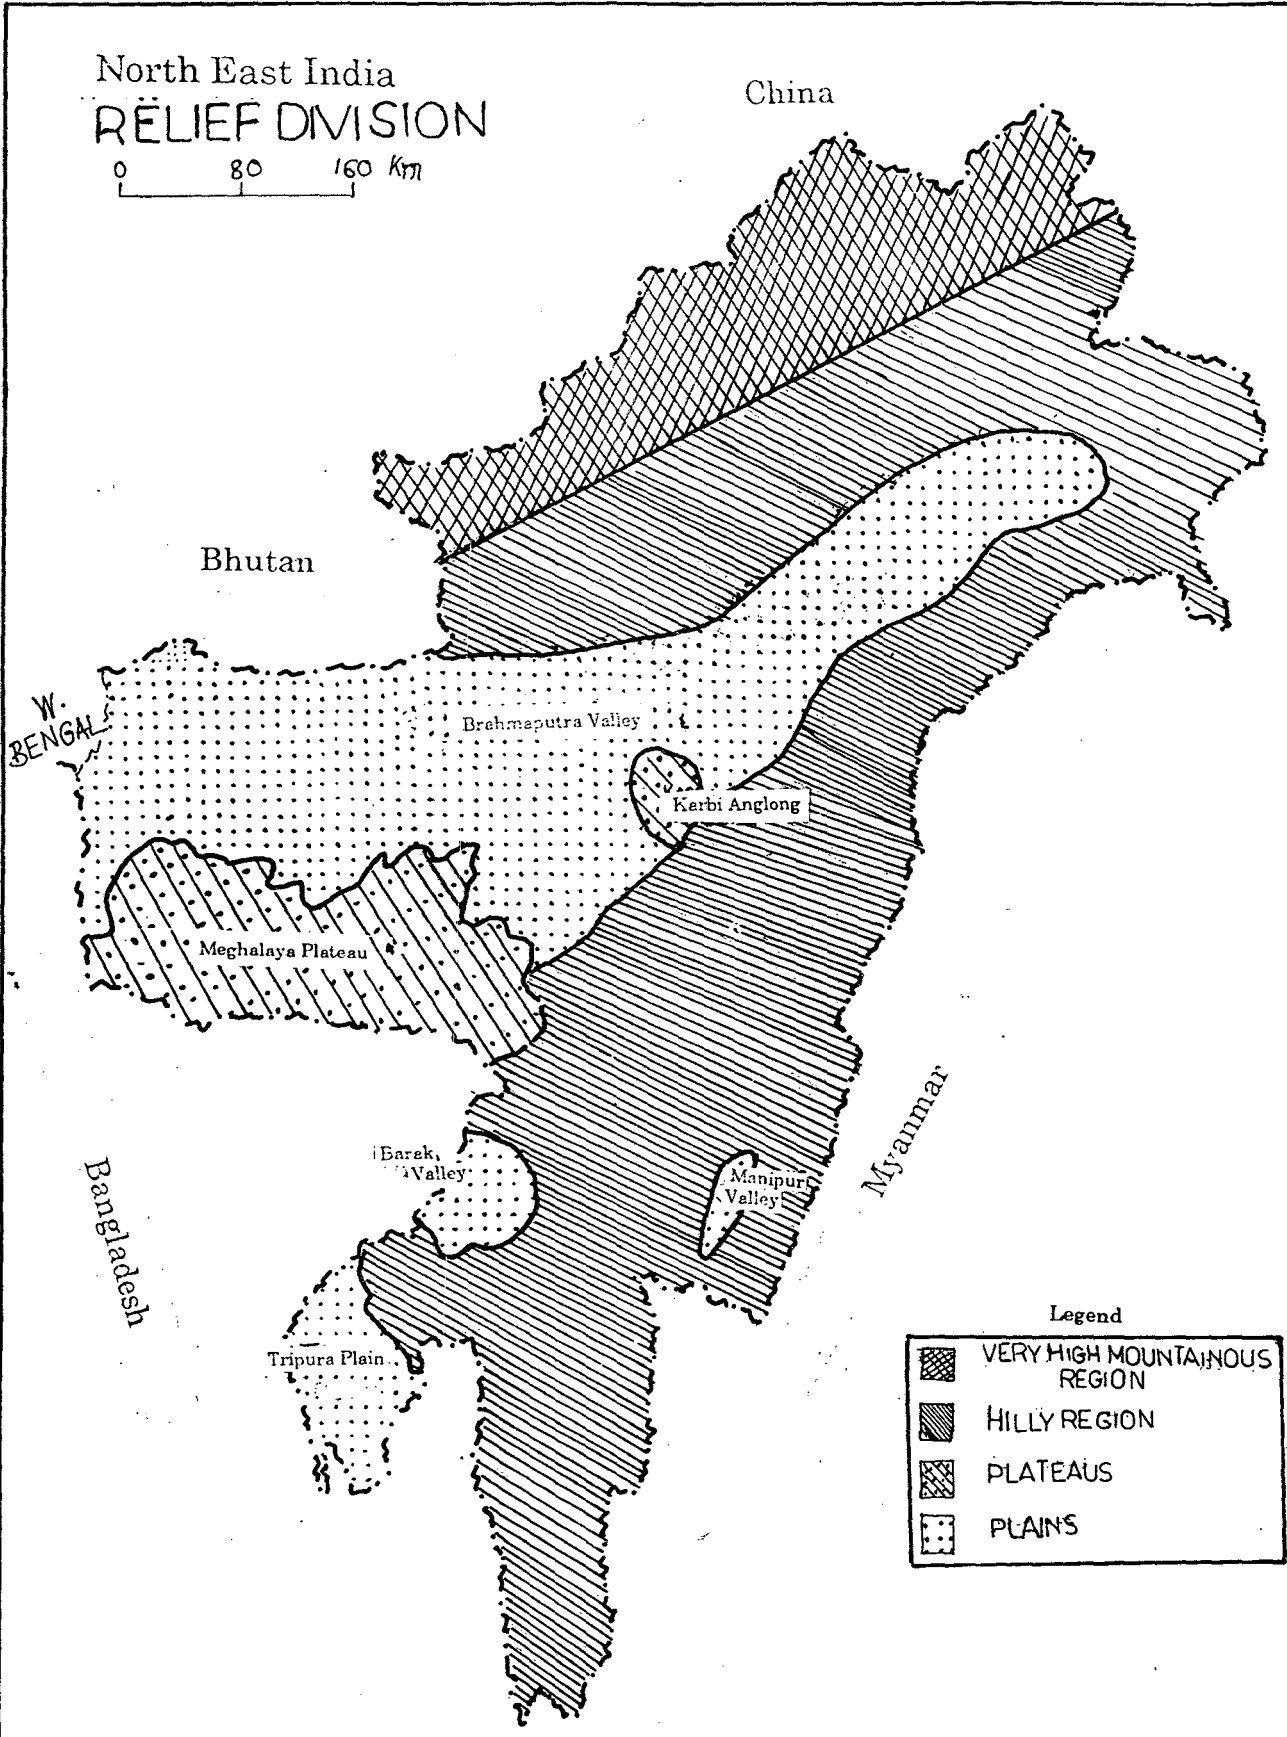 North East India
RELIEF DIVISION
0 80 160 Km
China
Bhutan
W.
BENGAL
Brahmaputra Valley
Karbi Anglong
Meghalaya Plateau
Barak
Valley
Manipur
Valley
Myanmar
Bangladesh
Tripura Plain
Legend
VERY HIGH MOUNTAINOUS
REGION
HILLY REGION
PLATEAUS
PLAINS